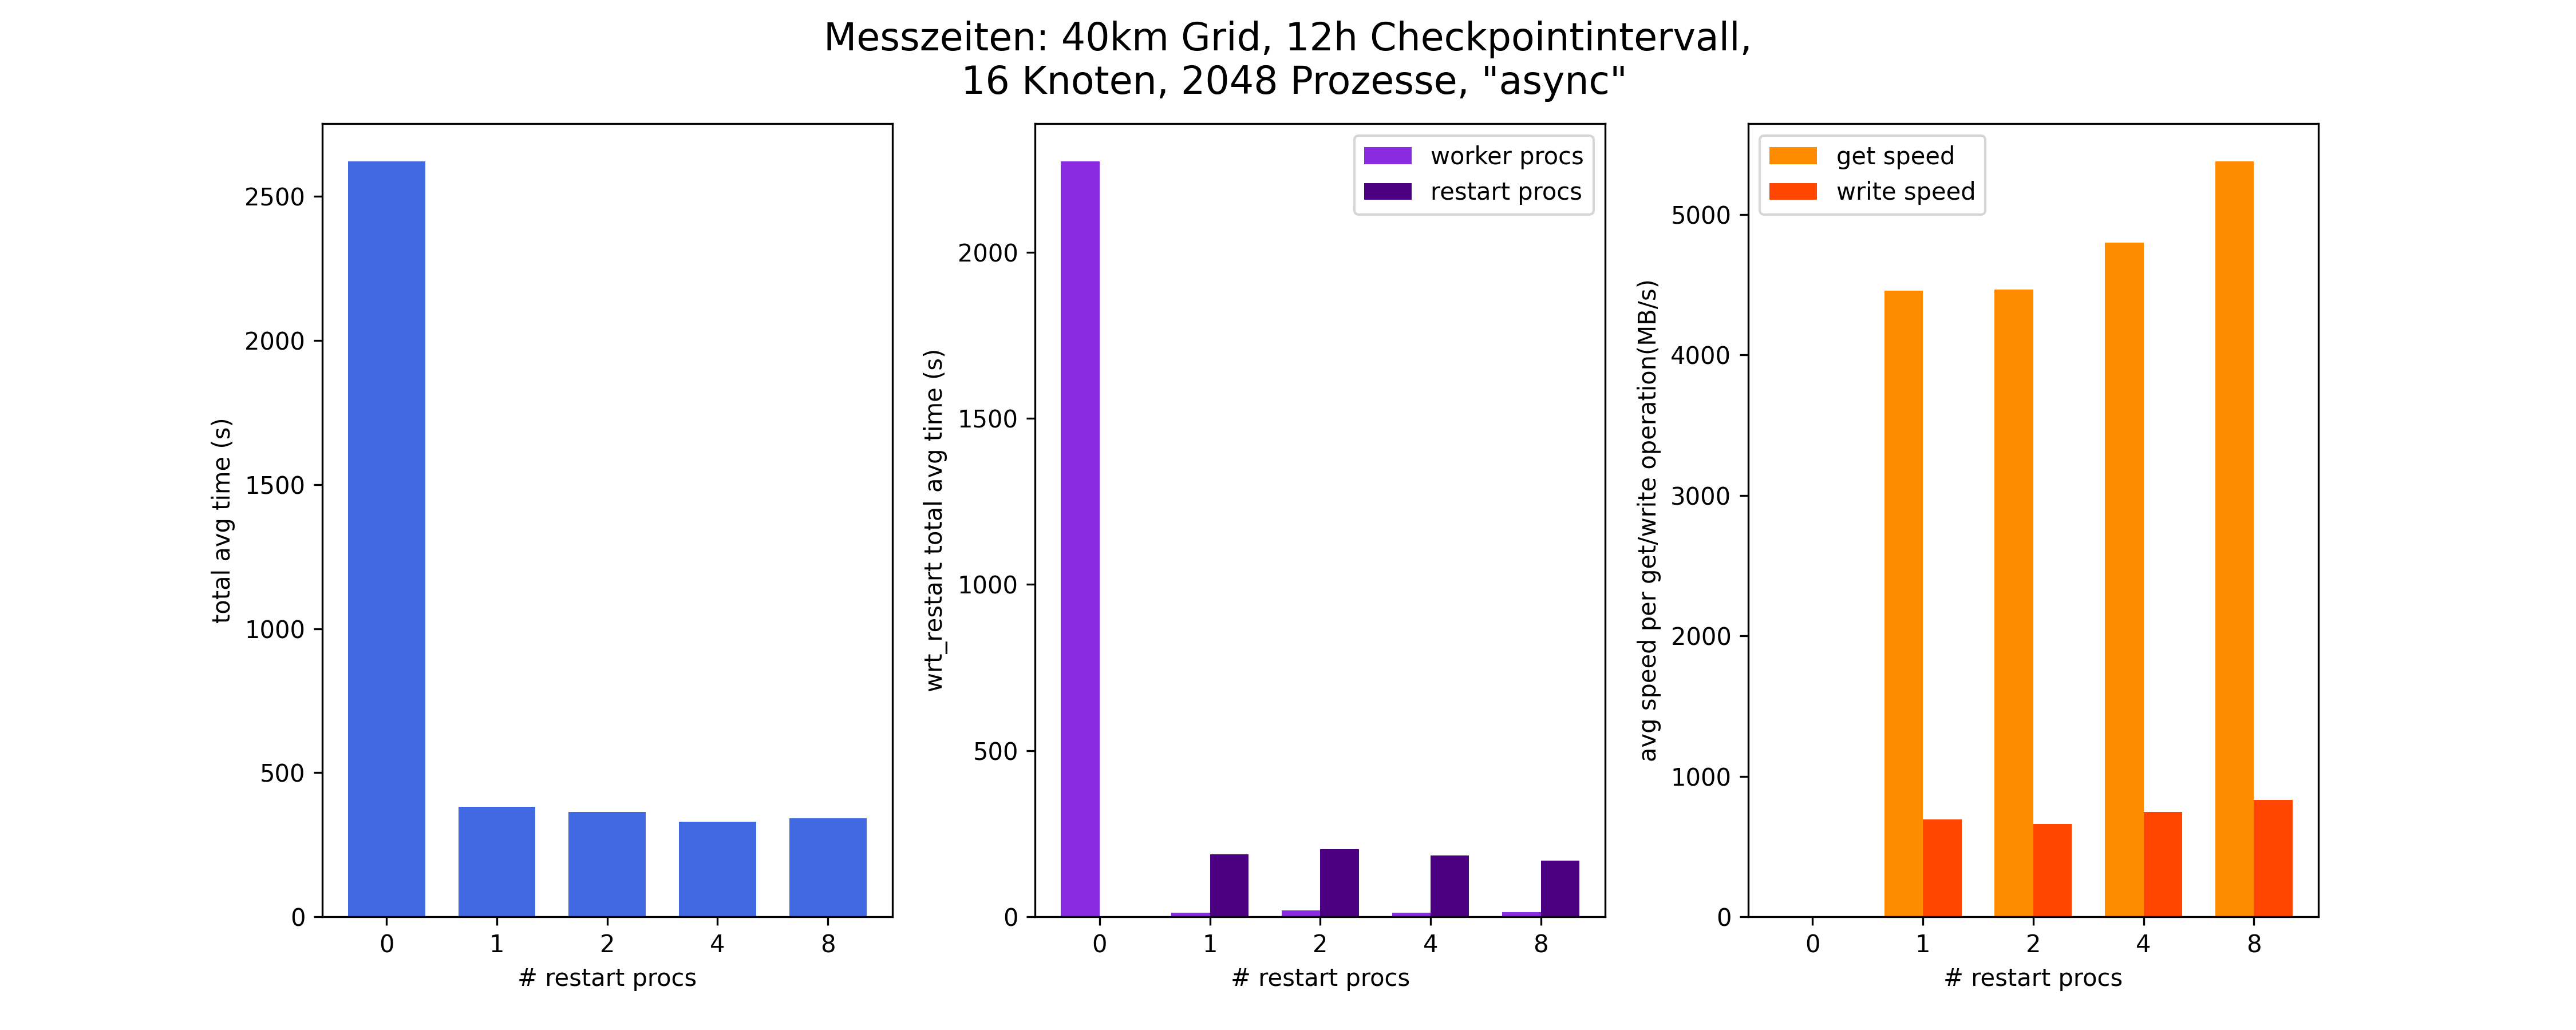 Messzeiten: 40km Grid, 12h Checkpointintervall,
16 Knoten, 2048 Prozesse, "async"
total avg time (s)
2500
2000
1500
1000
500
0
0 1 2 4 8
# restart procs
wrt_restart total avg time (s)
worker procs
restart procs
2000
1500
1000
500
0
0 1 2 4 8
# restart procs
avg speed per get/write operation(MB/s)
get speed
write speed
5000
4000
3000
2000
1000
0
0 1 2 4 8
# restart procs